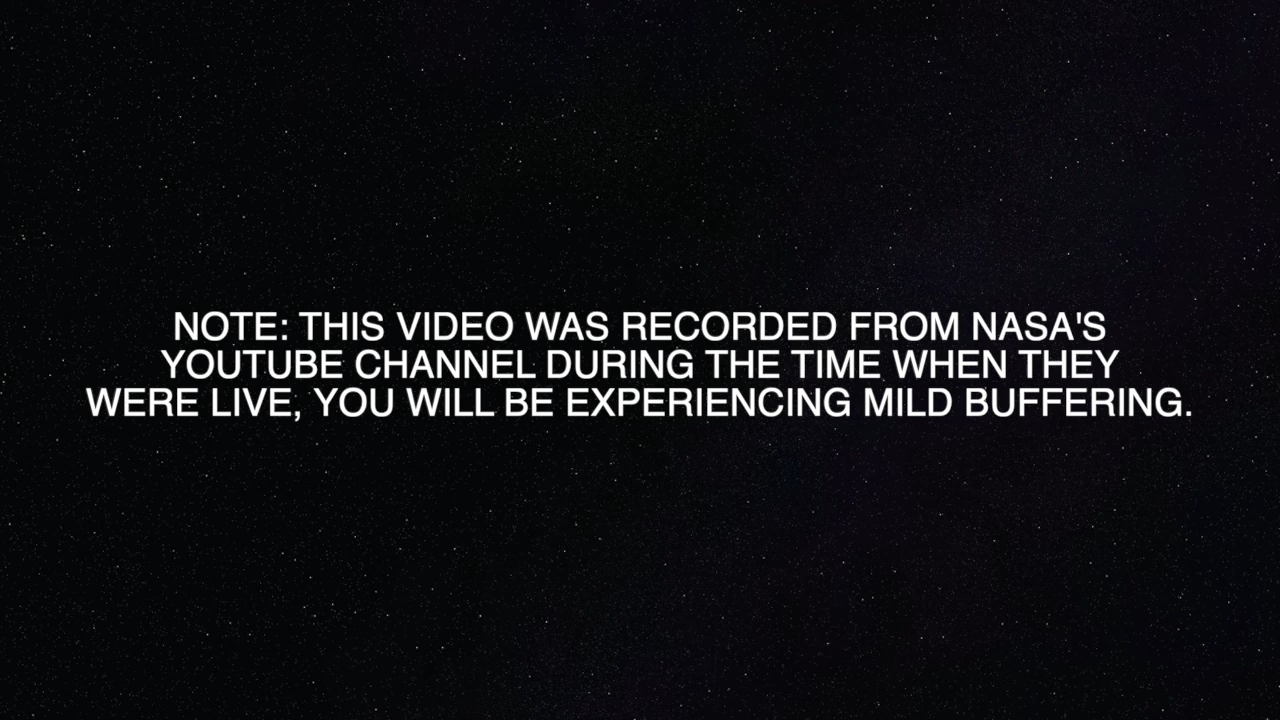 NOTE: THIS VIDEO WAS RECORDED FROM NASA'S
YOUTUBE CHANNEL DURING THE TIME WHEN THEY
WERE LIVE, YOU WILL BE EXPERIENCING MILD BUFFERING.